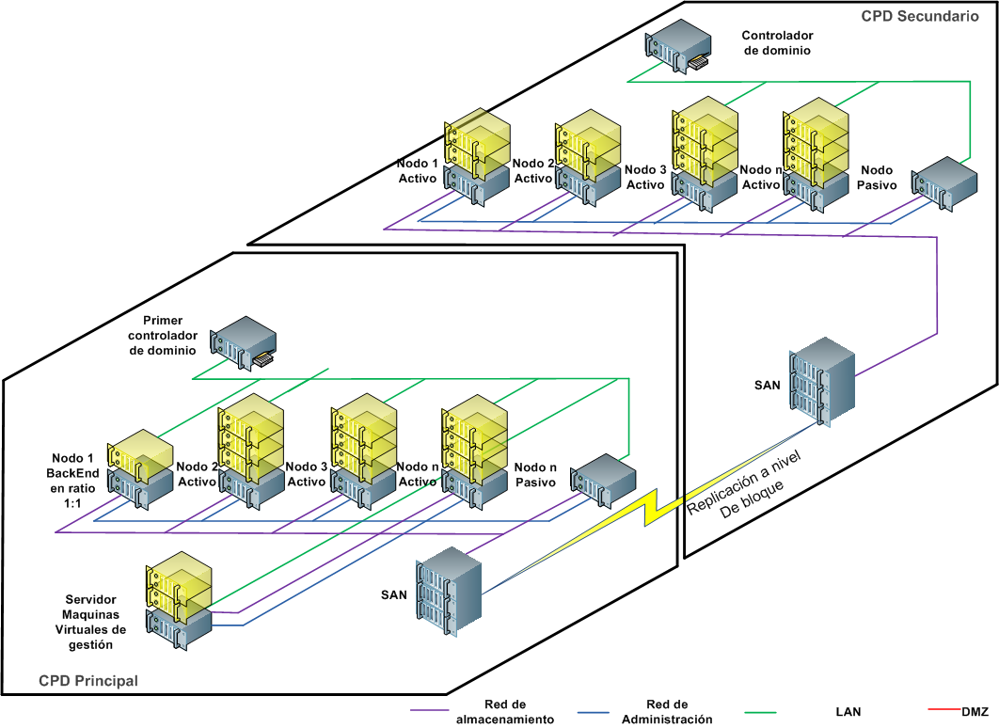 CPD Secundario
Controlador
de dominio
Nodo 1
Activo
Nodo 2
Activo
Nodo 3
Activo
Nodo n
Activo
Nodo
Pasivo
SAN
Replicación a nivel
De bloque
Primer
controlador
de dominio
Nodo 1
BackEnd
en ratio
1:1
Nodo 2
Activo
Nodo 3
Activo
Nodo n
Activo
Nodo n
Pasivo
SAN
Servidor
Maquinas
Virtuales de
gestión
CPD Principal
Red de
almacenamiento
Red de
Administración
LAN
DMZ